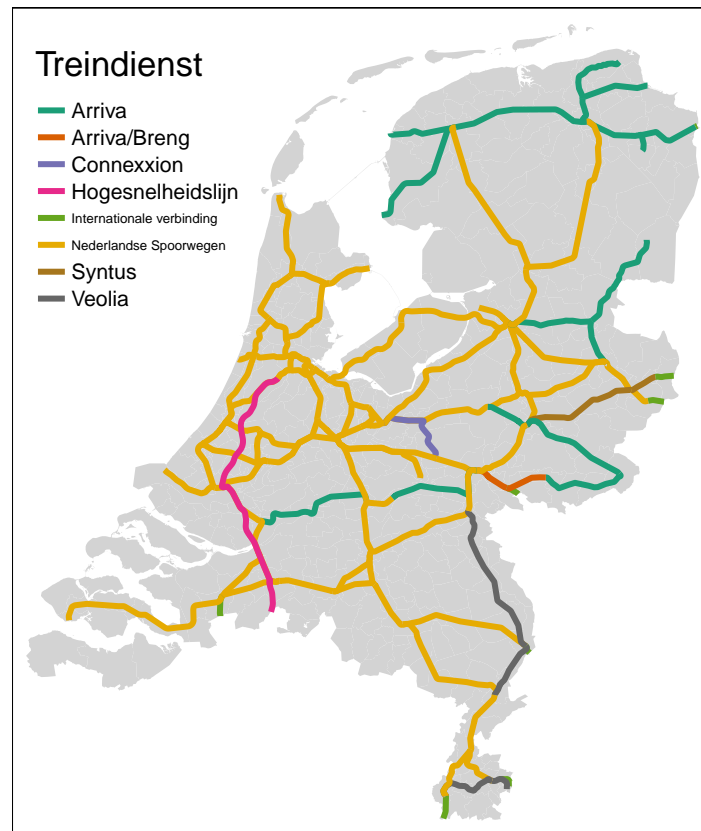 Treindienst
Arriva
Arriva/Breng
Connexxion
Hogesnelheidslijn
Internationale verbinding
Nederlandse Spoorwegen
Syntus
Veolia